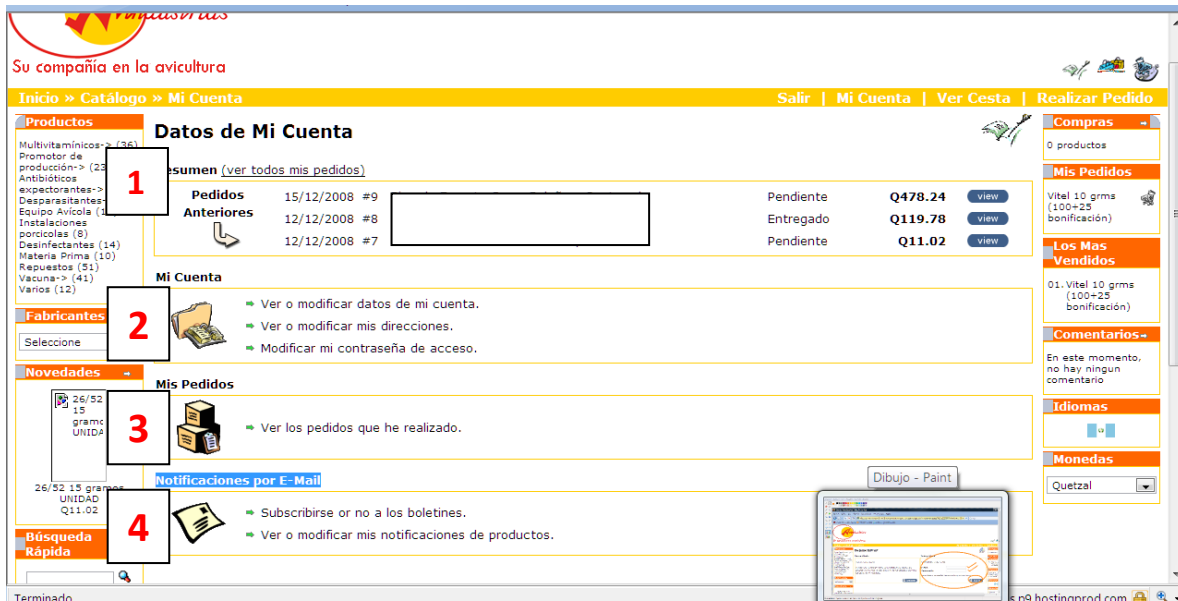 Su compañía en la avicultura
Inicio » Catálogo » Mi Cuenta
Salir | Mi Cuenta | Ver Cesta | Realizar Pedido
Productos
Multivitamínicos-> (36)
Promotor de
producción-> (23
Antibióticos
expectorantes->
Desparasitantes-
Equipo Avícola (1
Instalaciones
porcicolas (8)
Desinfectantes (14)
Materia Prima (10)
Repuestos (51)
Vacuna-> (41)
Varios (12)
Fabricantes
Seleccione
Novedades
26/52
15
gramo
UNIDA
26/52 15 gramos
UNIDAD
Q11.02
Búsqueda
Rápida
Datos de Mi Cuenta
1
esumen (ver todos mis pedidos)
Pedidos
Anteriores
15/12/2008 #9 Pendiente Q478.24 view
12/12/2008 #8 Entregado Q119.78 view
12/12/2008 #7 Pendiente Q11.02 view
Mi Cuenta
2
Ver o modificar datos de mi cuenta.
Ver o modificar mis direcciones.
Modificar mi contraseña de acceso.
Mis Pedidos
3
Ver los pedidos que he realizado.
Notificaciones por E-Mail
4
Subscribirse or no a los boletines.
Ver o modificar mis notificaciones de productos.
Dibujo - Paint
Compras
0 productos
Mis Pedidos
Vitel 10 grms
(100+25
bonificación)
Los Mas
Vendidos
01. Vitel 10 grms
(100+25
bonificación)
Comentarios
En este momento,
no hay ningun
comentario
Idiomas
Monedas
Quetzal
Terminado
s.p9.hostingprod.com